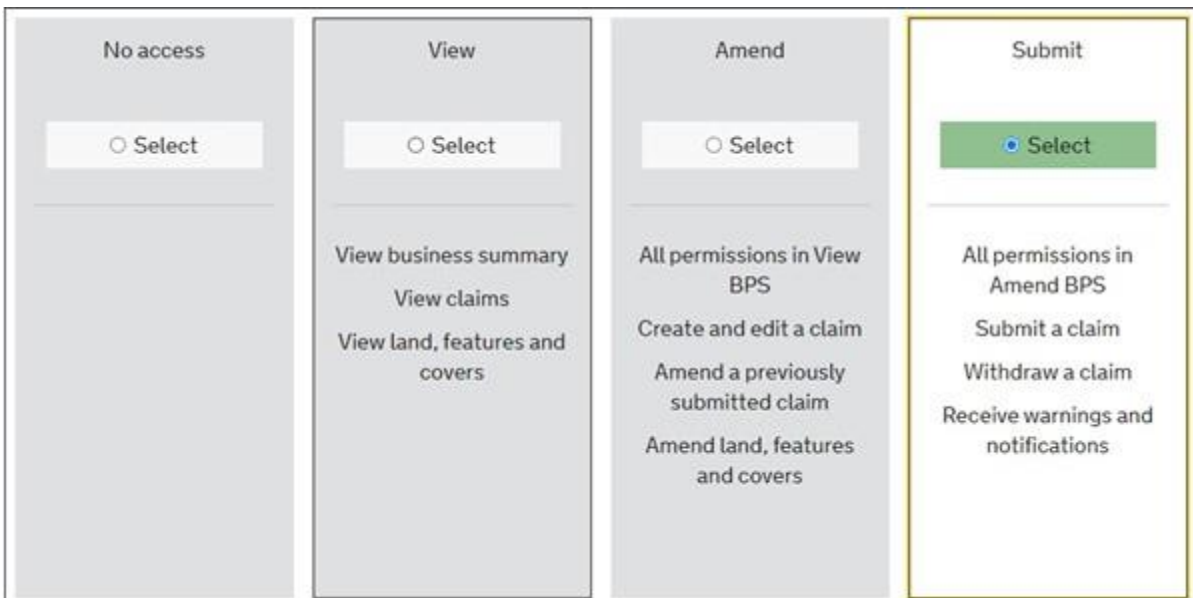 No access
Select
View
Select
View business summary
View claims
View land, features and
covers
Amend
Select
All permissions in View
BPS
Create and edit a claim
Amend a previously
submitted claim
Amend land, features
and covers
Submit
Select
All permissions in
Amend BPS
Submit a claim
Withdraw a claim
Receive warnings and
notifications